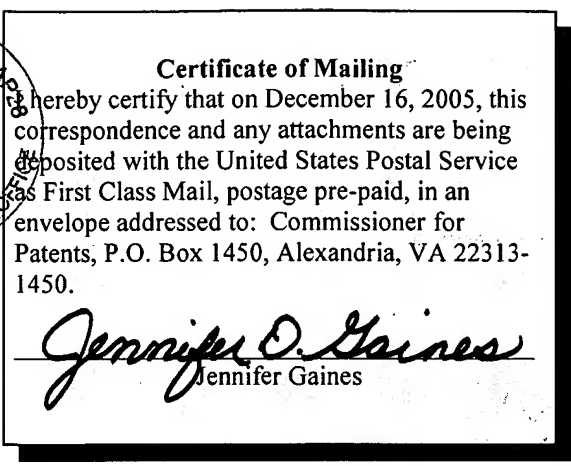 Certificate of Mailing
I hereby certify that on December 16, 2005, this
correspondence and any attachments are being
deposited with the United States Postal Service
as First Class Mail, postage pre-paid, in an
envelope addressed to: Commissioner for
Patents, P.O. Box 1450, Alexandria, VA 22313-
1450.
Jennifer D. Gaines
Jennifer Gaines